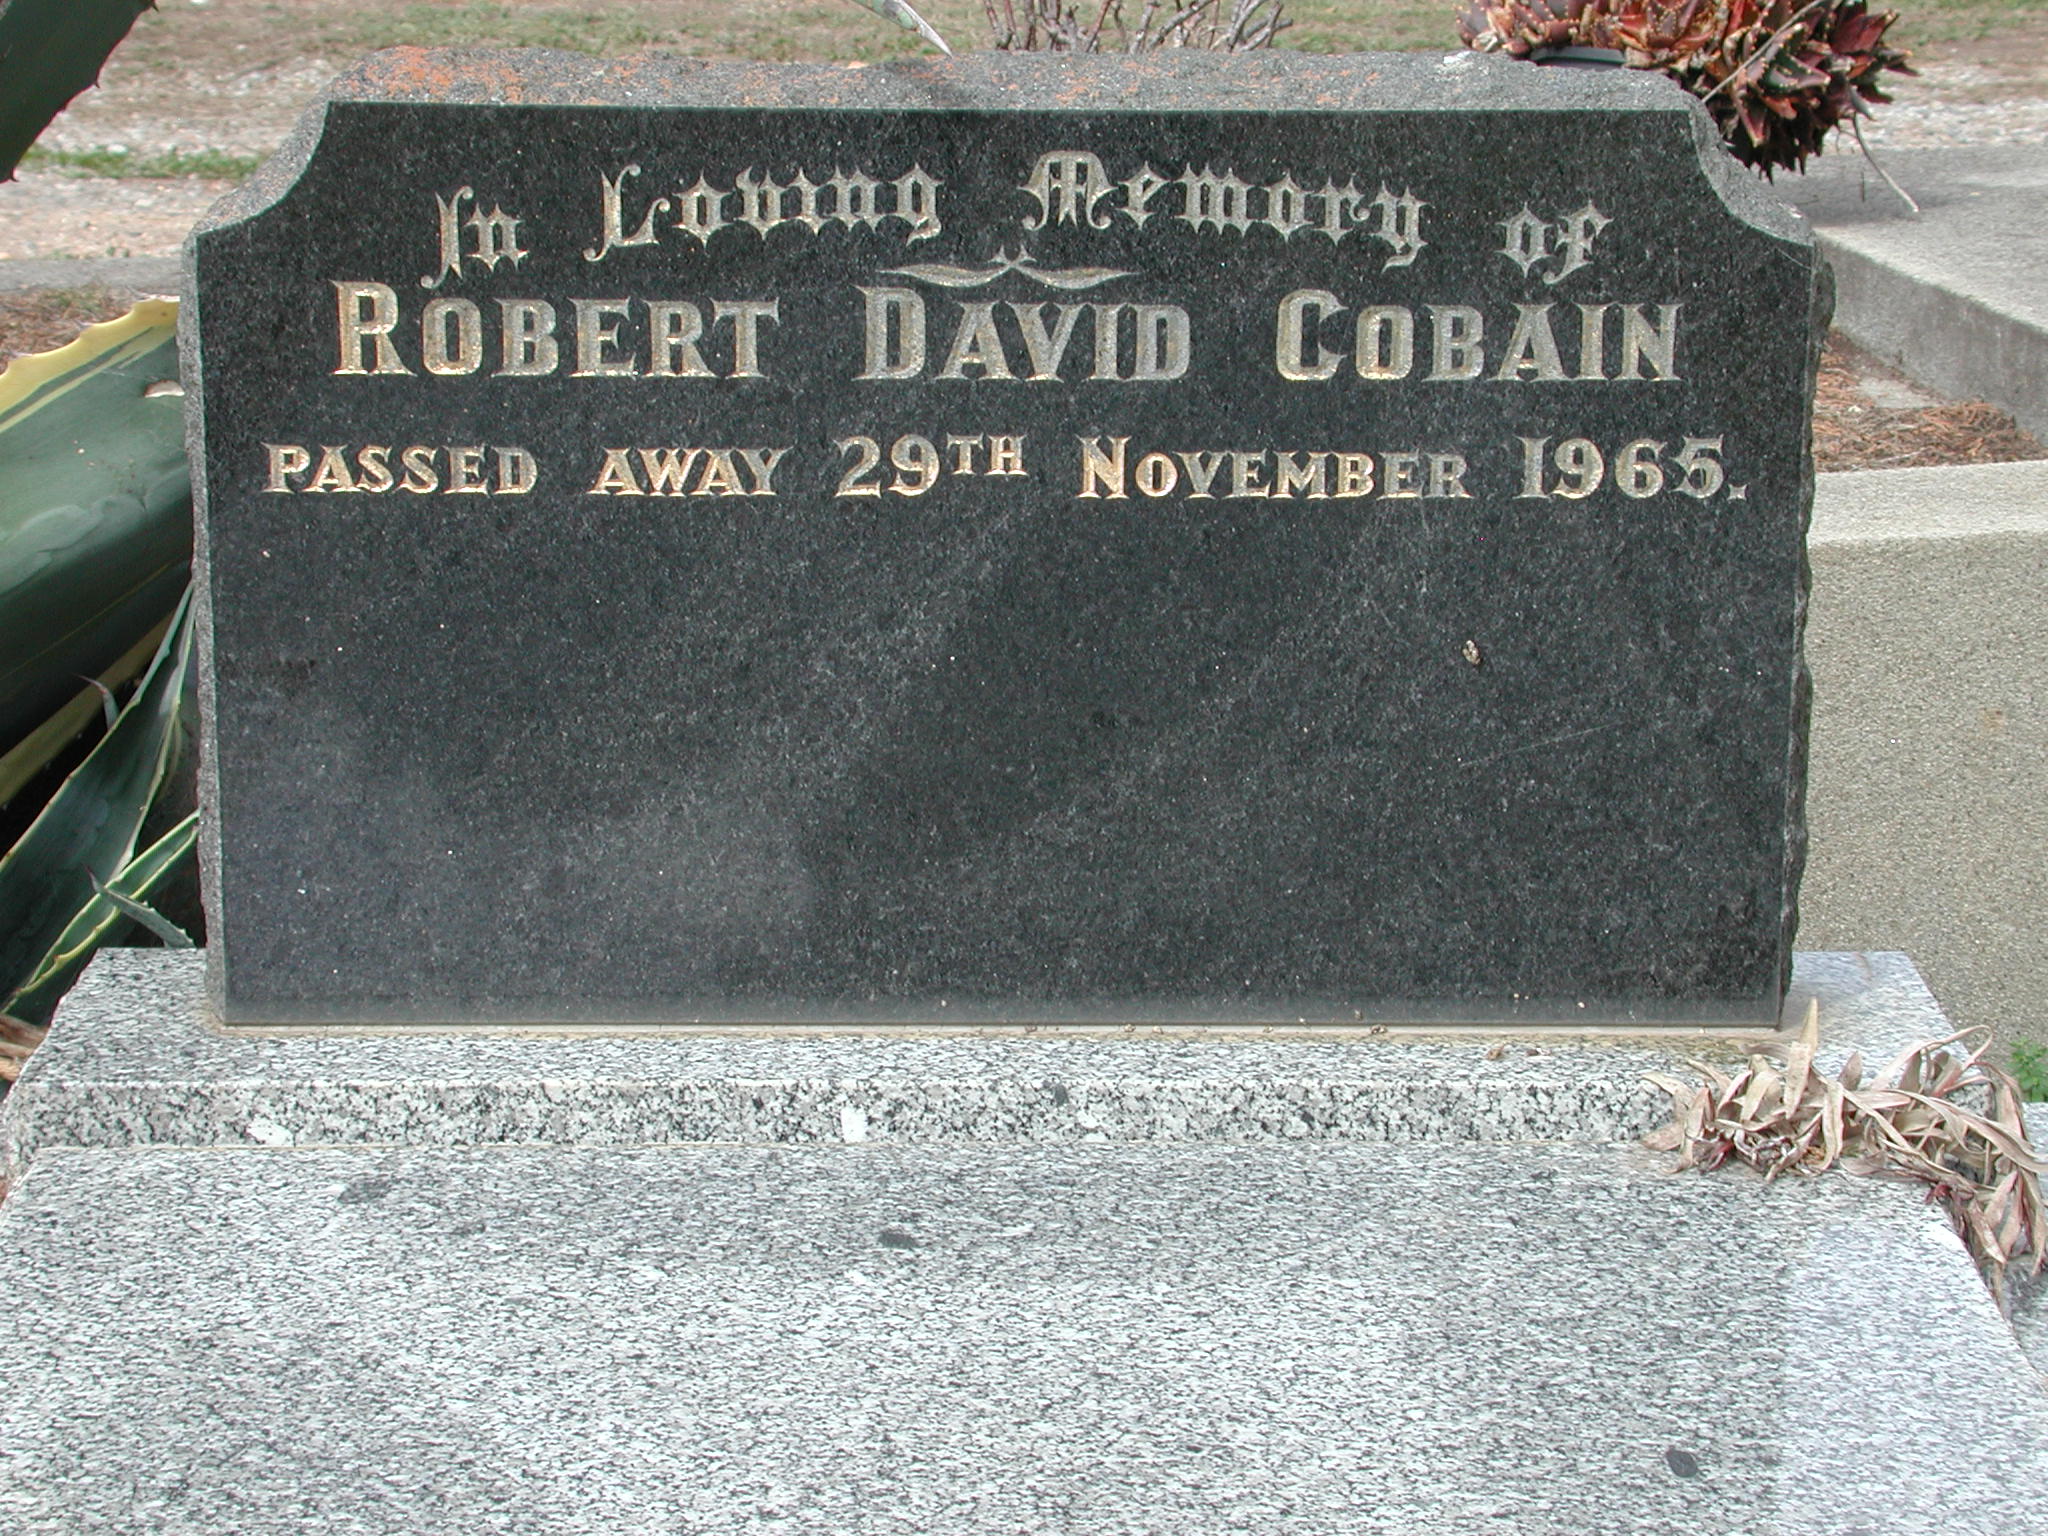 In Loving Memory of
ROBERT DAVID COBAIN
PASSED AWAY 29TH NOVEMBER 1965.